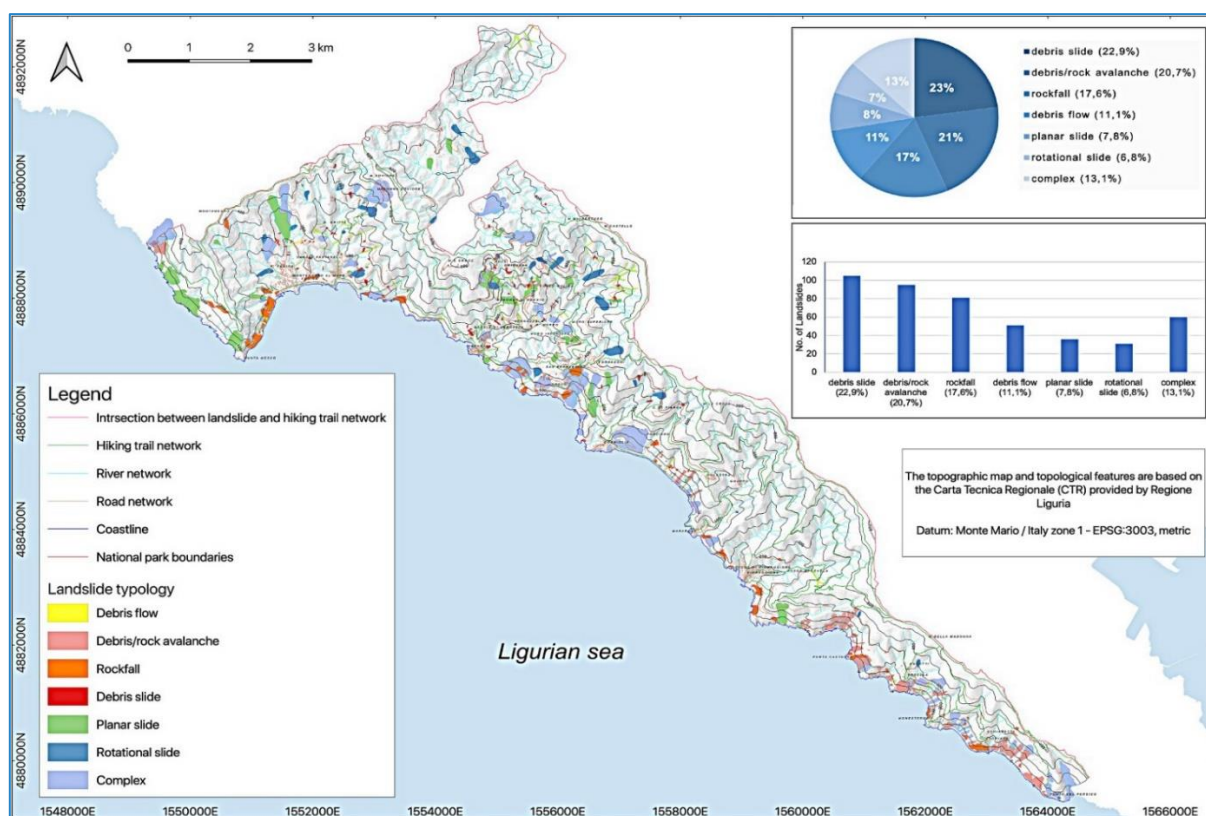 0 1 2 3 km
4892000N
4890000N
4888000N
4886000N
4884000N
4882000N
4880000N
1548000E 1550000E 1552000E 1554000E 1556000E 1558000E 1560000E 1562000E 1564000E 1566000E
Ligurian sea
Legend
Intrsection between landslide and hiking trail network
Hiking trail network
River network
Road network
Coastline
National park boundaries
Landslide typology
Debris flow
Debris/rock avalanche
Rockfall
Debris slide
Planar slide
Rotational slide
Complex
13%
23%
7%
8%
11%
21%
17%
debris slide (22,9%)
debris/rock avalanche (20,7%)
rockfall (17,6%)
debris flow (11,1%)
planar slide (7,8%)
rotational slide (6,8%)
complex (13,1%)
No. of Landslides
120
100
80
60
40
20
0
debris slide
(22,9%)
debris/rock
avalanche
(20,7%)
rockfall
(17,6%)
debris flow
(11,1%)
planar slide
(7,8%)
rotational
slide (6,8%)
complex
(13,1%)
The topographic map and topological features are based on
the Carta Tecnica Regionale (CTR) provided by Regione
Liguria
Datum: Monte Mario / Italy zone 1 - EPSG:3003, metric